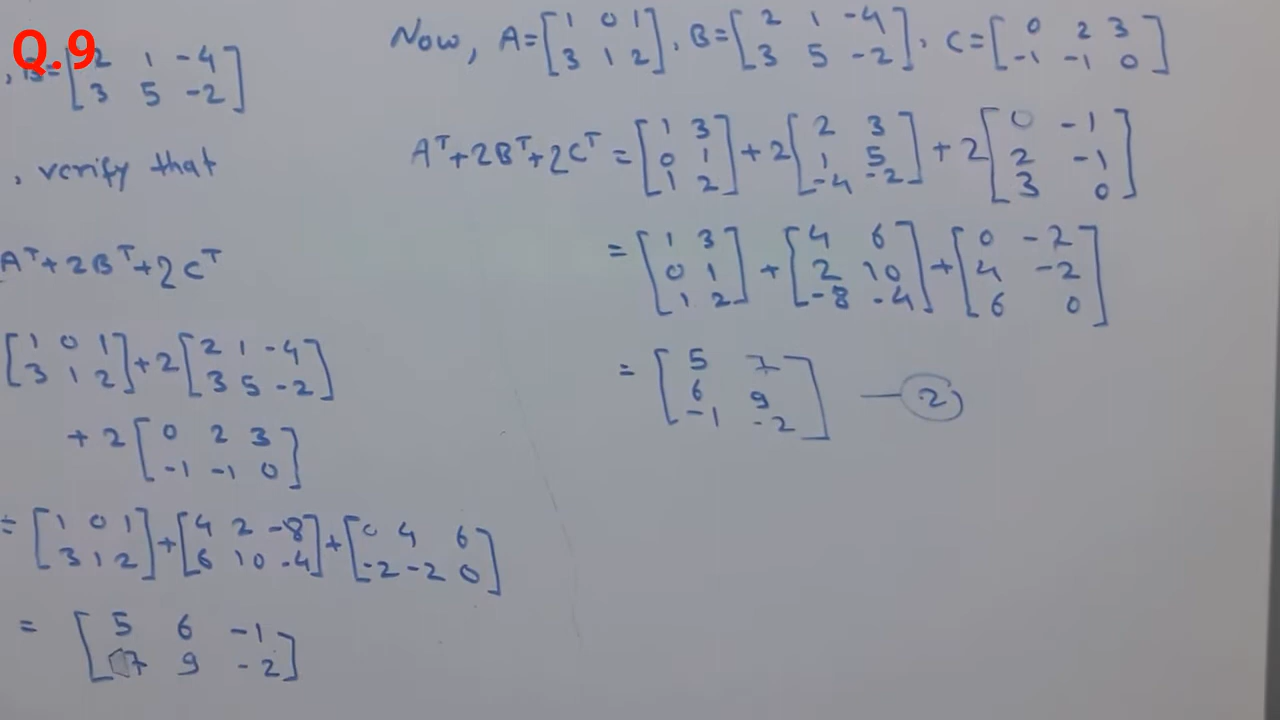 Q.9
, B= [2 1 -4
3 5 -2]
, verify that
Aᵀ+2Bᵀ+2Cᵀ
[1 0 1
3 1 2] +2 [2 1 -4
3 5 -2]
+ 2 [0 2 3
-1 -1 0]
= [1 0 1
3 1 2] + [4 2 -8
6 10 -4] + [0 4 6
-2 -2 0]
= [5 6 -1
7 9 -2]
Now, A= [1 0 1
3 1 2], B= [2 1 -4
3 5 -2], C= [0 2 3
-1 -1 0]
Aᵀ+2Bᵀ+2Cᵀ = [1 3
0 1
1 2] +2 [2 3
1 5
-4 -2] + 2 [0 -1
2 -1
3 0]
= [1 3
0 1
1 2] + [4 6
2 10
-8 -4] + [0 -2
4 -2
6 0]
= [5 7
6 9
-1 -2] — (2)